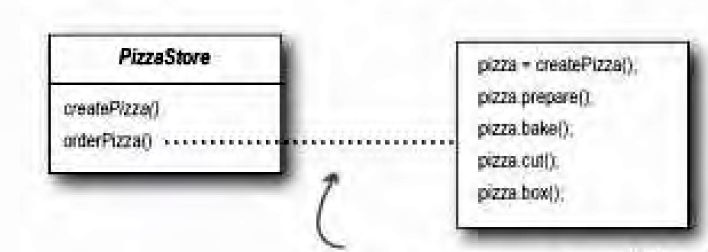 PizzaStore
createPizza()
orderPizza()
pizza = createPizza();
pizza.prepare();
pizza.bake();
pizza.cut();
pizza.box();